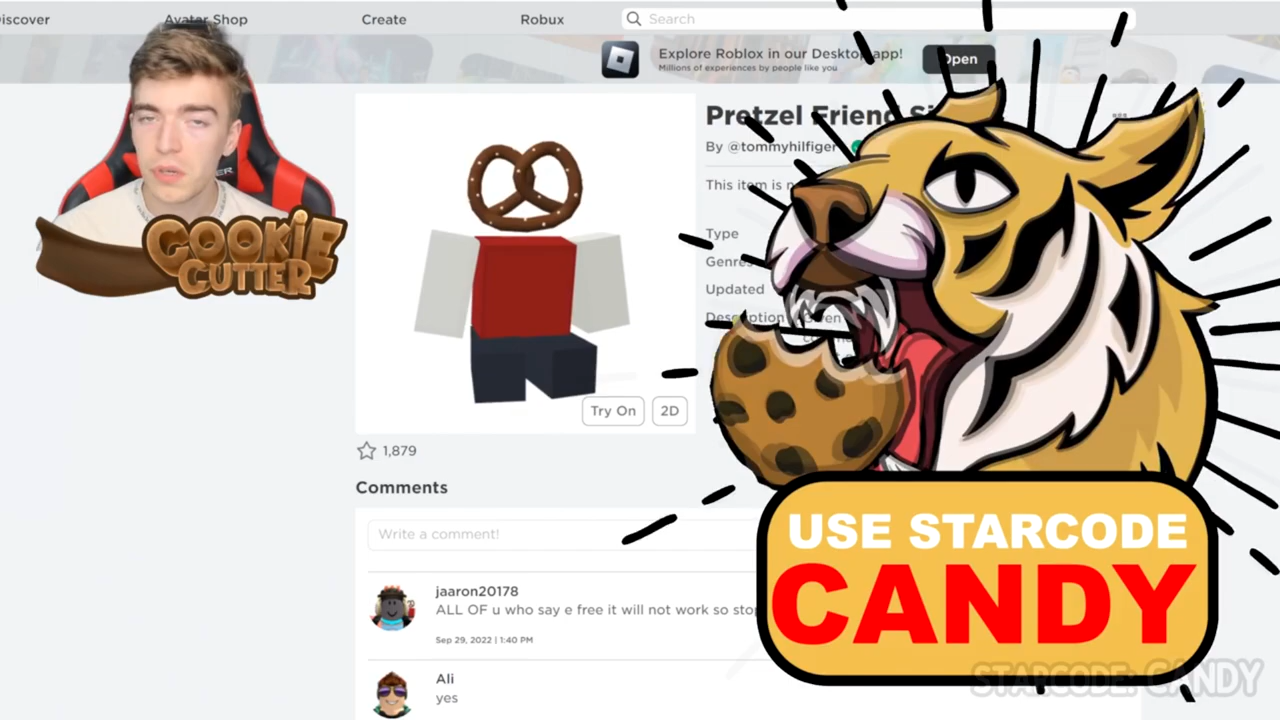 Discover Avatar Shop Create Robux Search
Explore Roblox in our Desktop app!
Millions of experiences by people like you
Open
COOKIE
CUTTER
Pretzel Friend
By @tommyhilfiger
This item is
Type
Genres
Updated
Description
Try On 2D
1,879
Comments
Write a comment!
jaaron20178
ALL OF u who say e free it will not work so
Sep 29, 2022 | 1:40 PM
Ali
yes
USE STARCODE
CANDY
STARCODE: CANDY